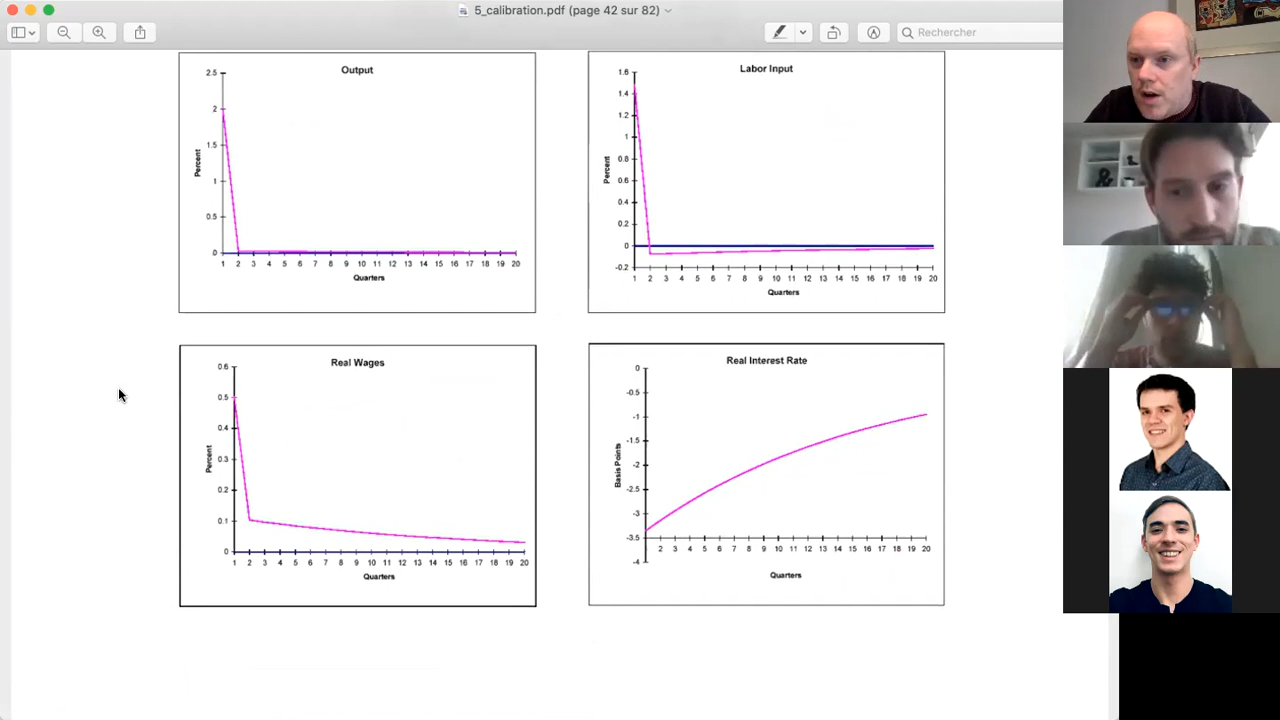 5_calibration.pdf (page 42 sur 82)
Rechercher
Output
2.5
2
1.5
1
0.5
0
Percent
1 2 3 4 5 6 7 8 9 10 11 12 13 14 15 16 17 18 19 20
Quarters
Labor Input
1.6
1.4
1.2
1
0.8
0.6
0.4
0.2
0
-0.2
Percent
1 2 3 4 5 6 7 8 9 10 11 12 13 14 15 16 17 18 19 20
Quarters
Real Wages
0.6
0.5
0.4
0.3
0.2
0.1
0
Percent
1 2 3 4 5 6 7 8 9 10 11 12 13 14 15 16 17 18 19 20
Quarters
Real Interest Rate
0
-0.5
-1
-1.5
-2
-2.5
-3
-3.5
-4
Basis Points
2 3 4 5 6 7 8 9 10 11 12 13 14 15 16 17 18 19 20
Quarters